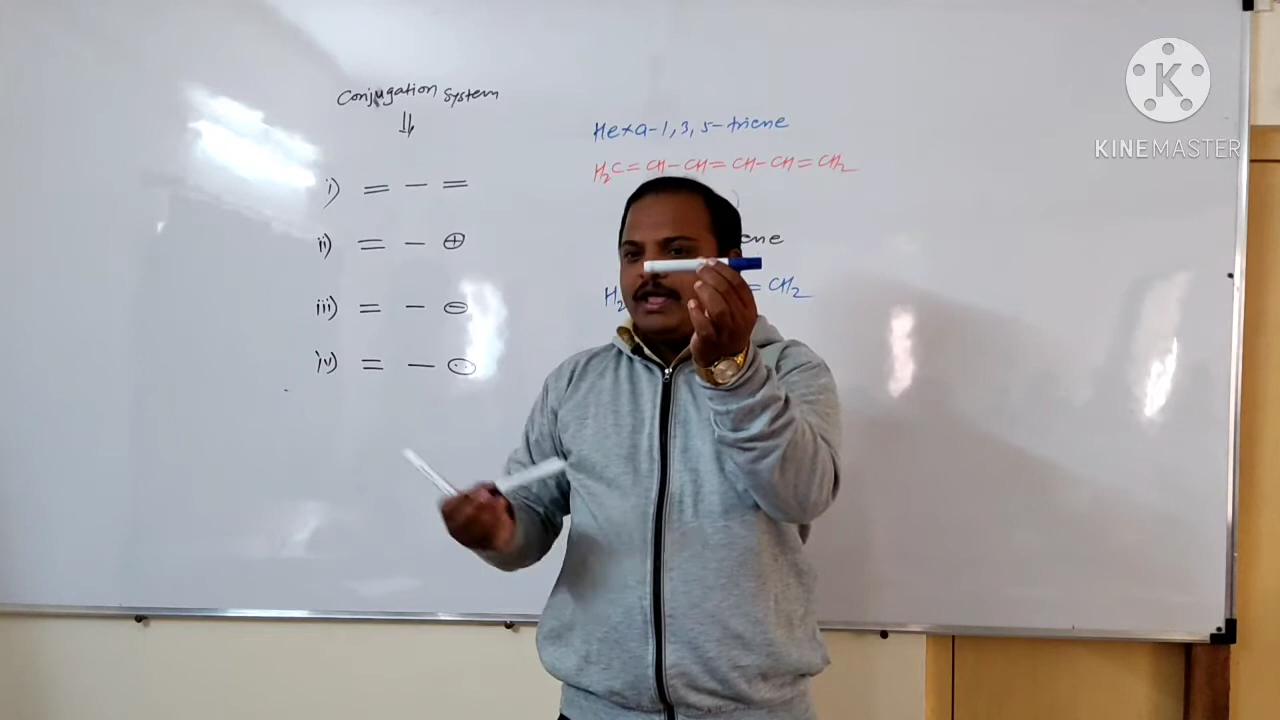 Conjugation System
⇓
i) = − =
ii) = − ⊕
iii) = − ⊖
iv) = − ··
Hexa-1,3,5-triene
H₂C=CH-CH=CH-CH=CH₂
ene
H₂ = CH₂
K
KINEMASTER